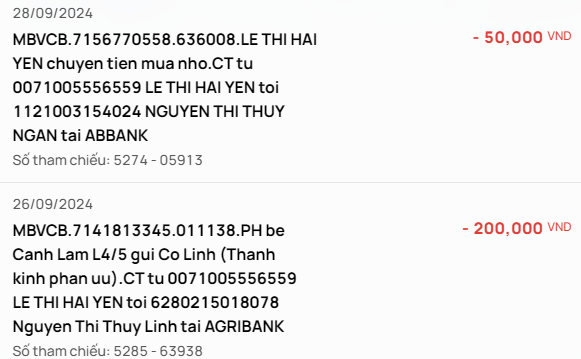 28/09/2024
MBVCB.7156770558.636008.LE THI HAI
- 50,000 VND
YEN chuyen tien mua nho.CT tu
0071005556559 LE THI HAI YEN toi
1121003154024 NGUYEN THI THUY
NGAN tai ABBANK
Số tham chiếu: 5274 - 05913
26/09/2024
MBVCB.7141813345.011138.PH be
- 200,000 VND
Canh Lam L4/5 gui Co Linh (Thanh
kinh phan uu).CT tu 0071005556559
LE THI HAI YEN toi 6280215018078
Nguyen Thi Thuy Linh tai AGRIBANK
Số tham chiếu: 5285 - 63938